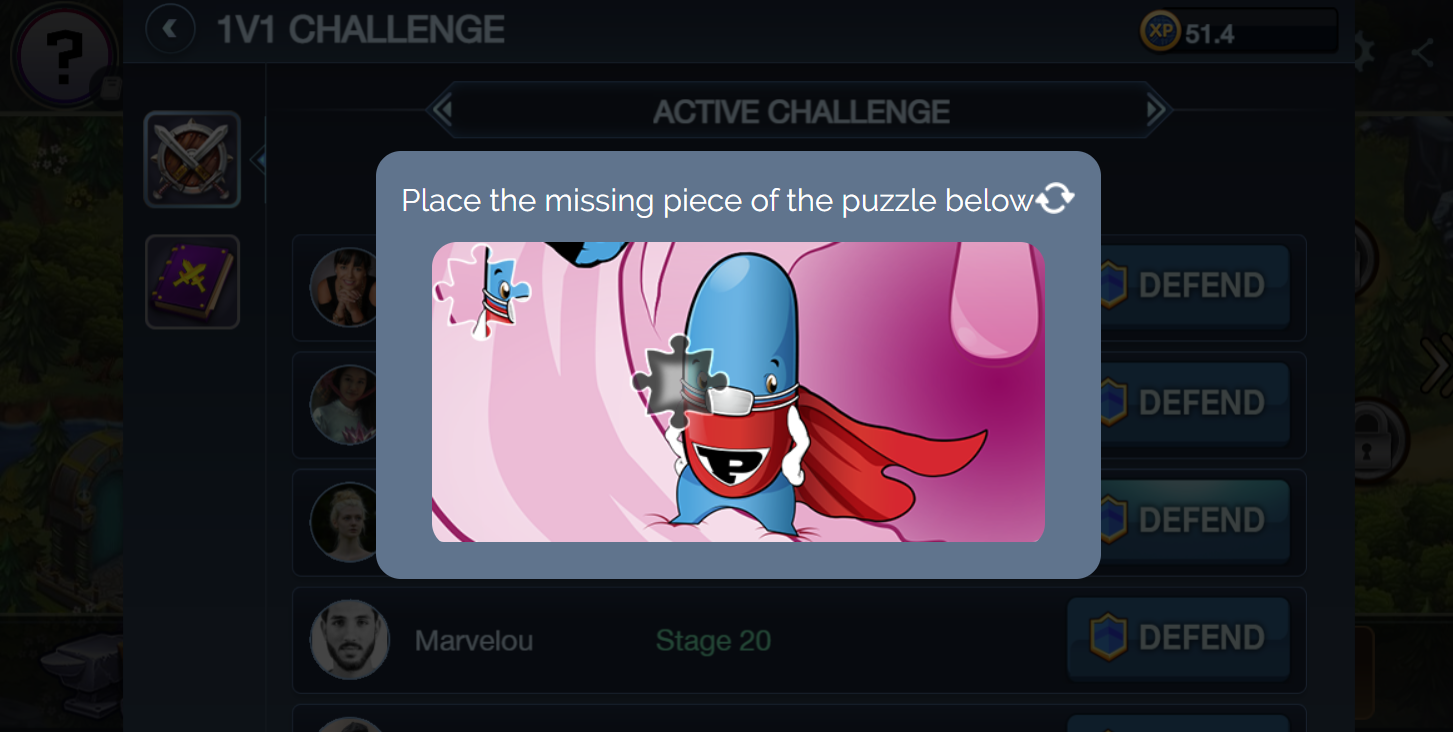 1V1 CHALLENGE
XP 51.4
ACTIVE CHALLENGE
Place the missing piece of the puzzle below
DEFEND
DEFEND
DEFEND
P
Marvelou
Stage 20
DEFEND